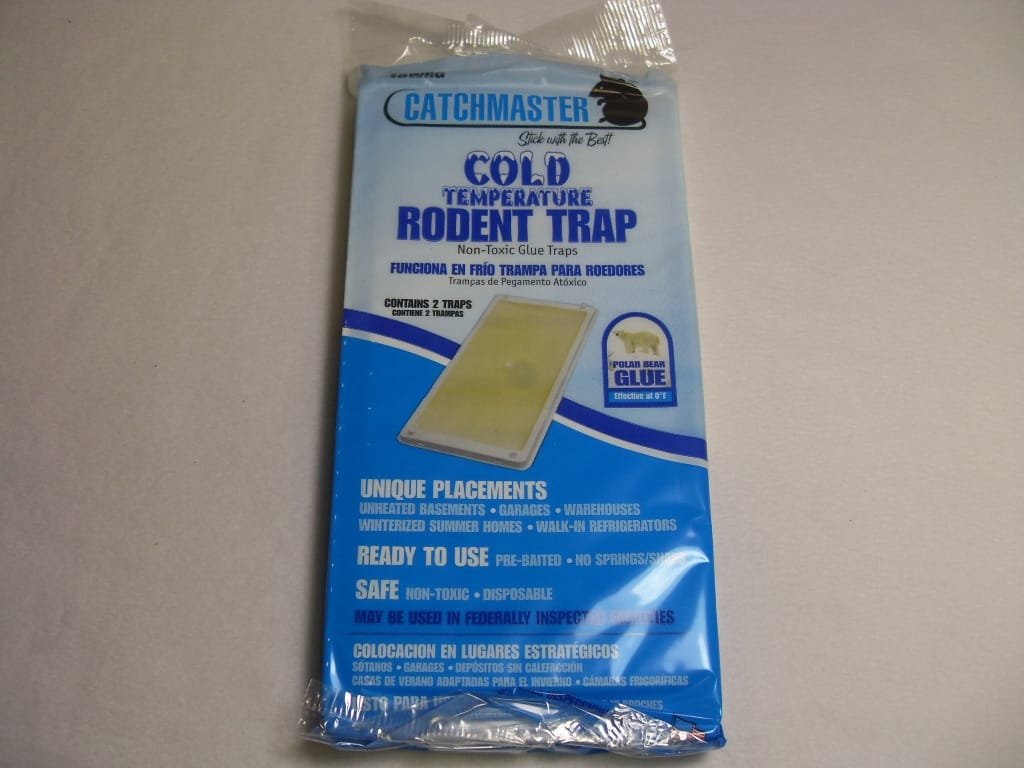 CATCHMASTER
Stick with the Best!
COLD
TEMPERATURE
RODENT TRAP
Non-Toxic Glue Traps
FUNCIONA EN FRÍO TRAMPA PARA ROEDORES
Trampas de Pegamento Atóxico
CONTAINS 2 TRAPS
CONTIENE 2 TRAMPAS
POLAR BEAR
GLUE
Effective at 0°F
UNIQUE PLACEMENTS
UNHEATED BASEMENTS • GARAGES • WAREHOUSES
WINTERIZED SUMMER HOMES • WALK-IN REFRIGERATORS
READY TO USE PRE-BAITED • NO SPRINGS/
SAFE NON-TOXIC • DISPOSABLE
MAY BE USED IN FEDERALLY
COLOCACION EN LUGARES ESTRATÉGICOS
SÓTANOS • GARAGES • DEPÓSITOS SIN CALEFACCIÓN
CASAS DE VERANO ADAPTADAS PARA EL INVIERNO • CÁMARAS FRIGORÍFICAS
PARA